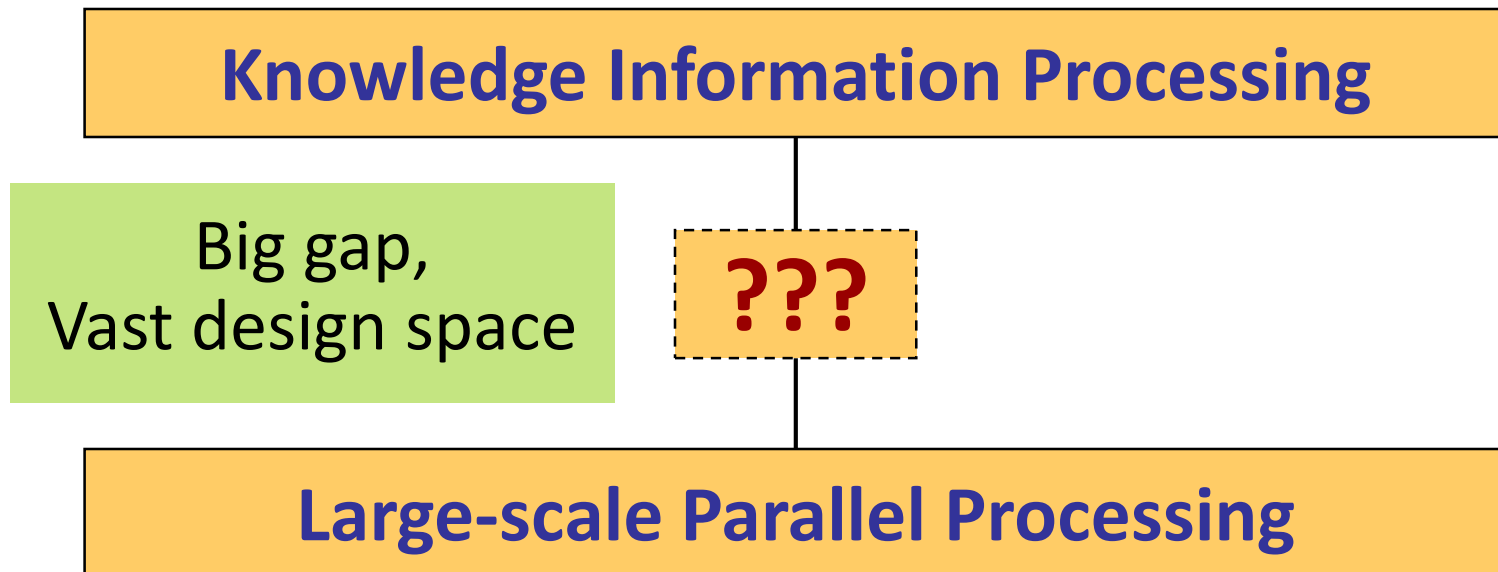 Knowledge Information Processing
Big gap,
Vast design space
???
Large-scale Parallel Processing